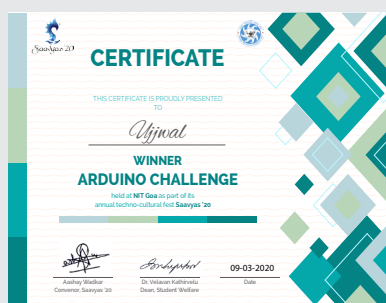 Saavyas 20
CERTIFICATE
THIS CERTIFICATE IS PROUDLY PRESENTED
TO
Ujjwal
WINNER
ARDUINO CHALLENGE
held at NIT Goa as part of its
annual techno-cultural fest Saavyas '20
09-03-2020
Aashay Wadkar
Convenor, Saavyas '20
Dr. Velavan Kathirvelu
Dean, Student Welfare
Date